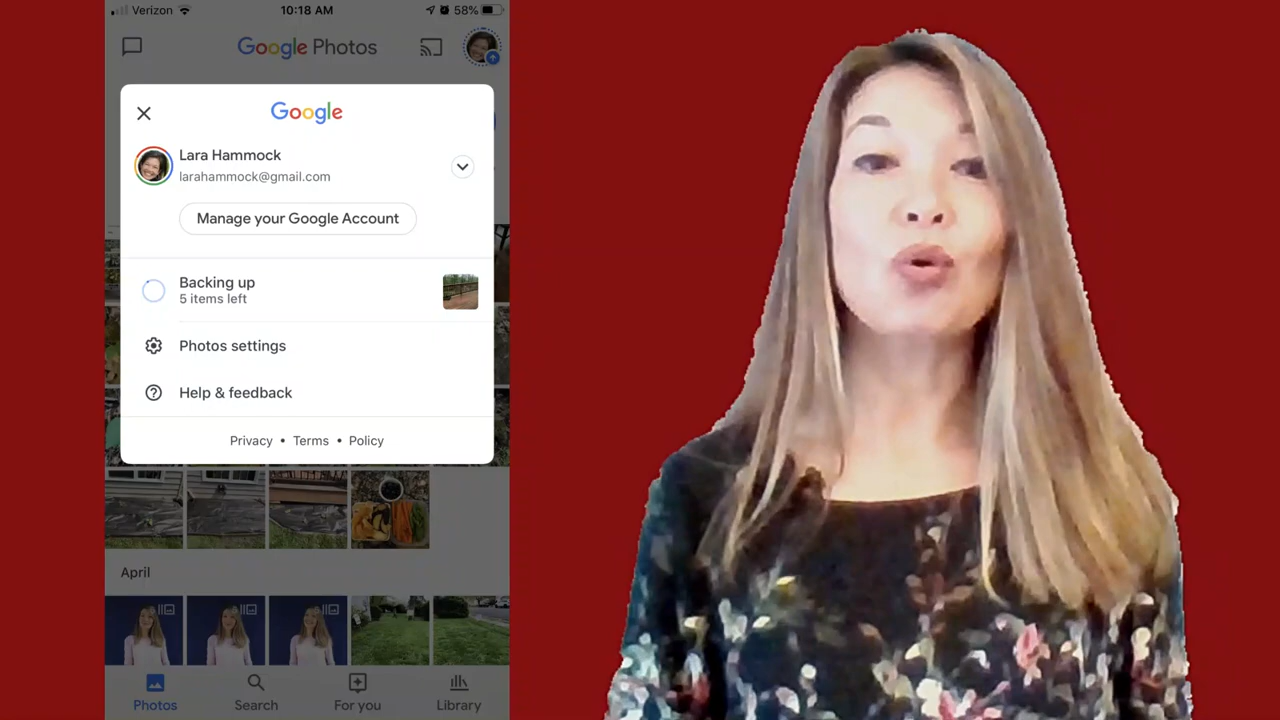 Verizon 10:18 AM 58%
Google Photos
Google
Lara Hammock
larahammock@gmail.com
Manage your Google Account
Backing up
5 items left
Photos settings
Help & feedback
Privacy • Terms • Policy
April
Photos Search For you Library